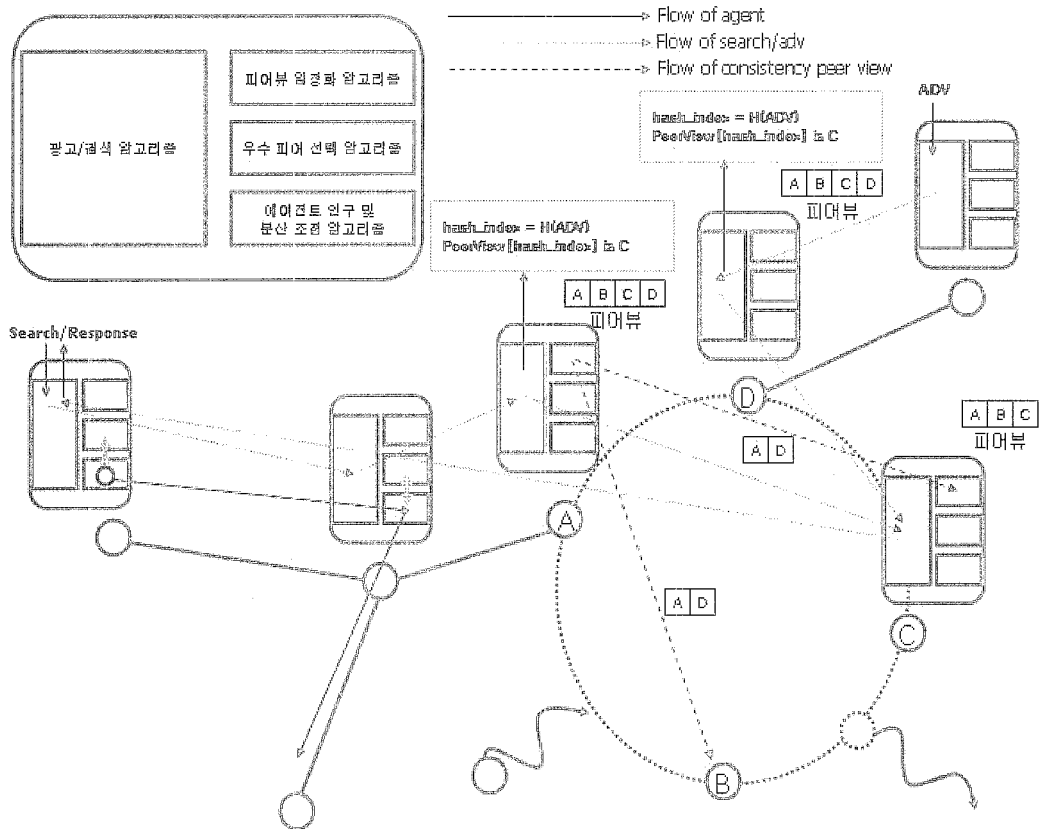 Flow of agent
Flow of search/adv
Flow of consistency peer view
피어뷰 임정화 알고리즘
광고/검색 알고리즘
우수 피어 선택 알고리즘
에이전트 인구 및
분산 조절 알고리즘
ADV
hash_index = H(ADV)
PeerView[hash_index] is C
A B C D
피어뷰
hash_index = H(ADV)
PeerView[hash_index] is C
A B C D
피어뷰
Search/Response
D
A B C
피어뷰
A D
A
A D
C
B